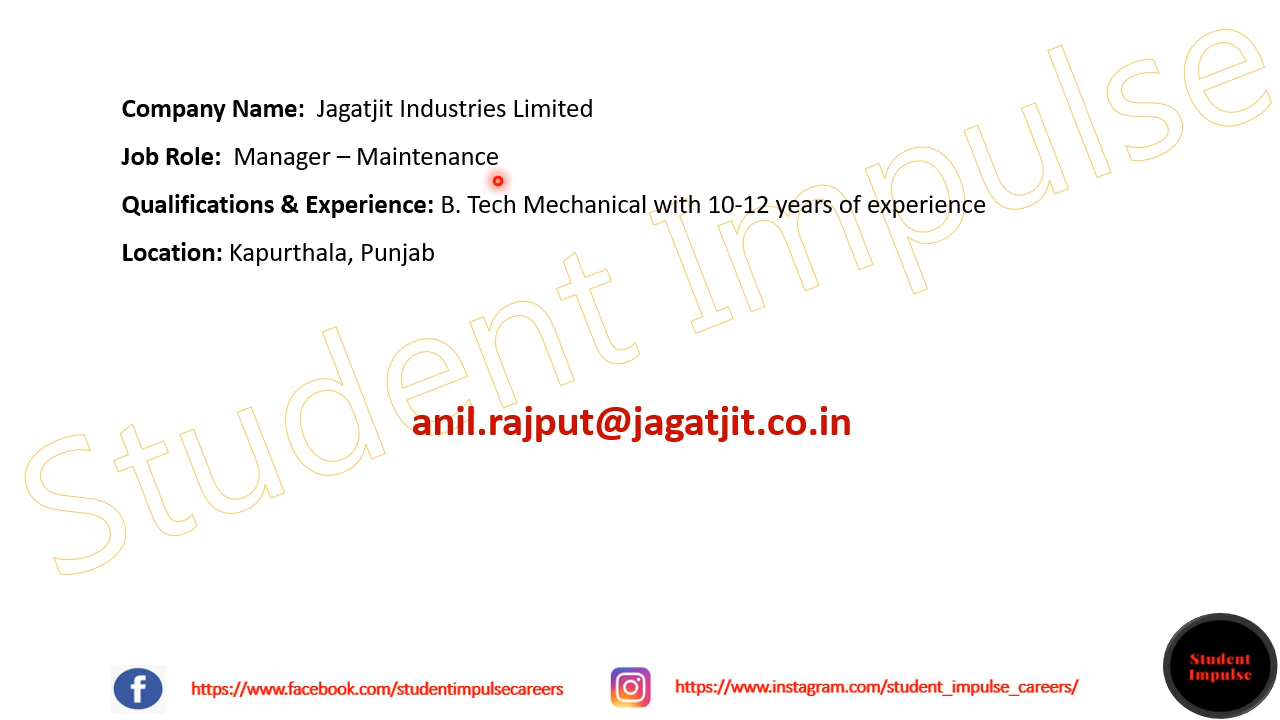 Company Name: Jagatjit Industries Limited
Job Role: Manager – Maintenance
Qualifications & Experience: B. Tech Mechanical with 10-12 years of experience
Location: Kapurthala, Punjab
Student Impulse
anil.rajput@jagatjit.co.in
https://www.facebook.com/studentimpulsecareers
https://www.instagram.com/student_impulse_careers/
Student
Impulse